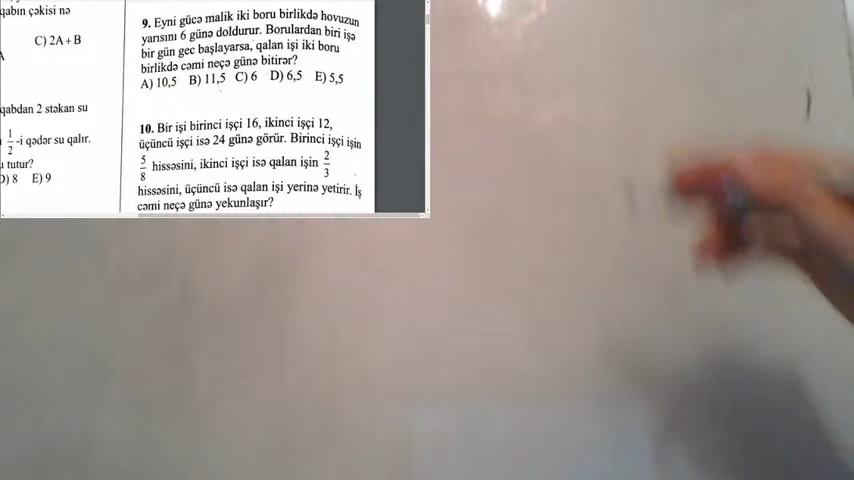 qabın çəkisi nə
C) 2A + B
qabdan 2 stəkan su
1/2 -i qədər su qalır.
tutur?
D) 8 E) 9
9. Eyni gücə malik iki boru birlikdə hovuzun
yarısını 6 günə doldurur. Borulardan biri işə
bir gün gec başlayarsa, qalan işi iki boru
birlikdə cəmi neçə günə bitirər?
A) 10,5 B) 11,5 C) 6 D) 6,5 E) 5,5
10. Bir işi birinci işçi 16, ikinci işçi 12,
üçüncü işçi isə 24 günə görür. Birinci işçi işin
5/8 hissəsini, ikinci işçi isə qalan işin 2/3
hissəsini, üçüncü isə qalan işi yerinə yetirir. İş
cəmi neçə günə yekunlaşır?